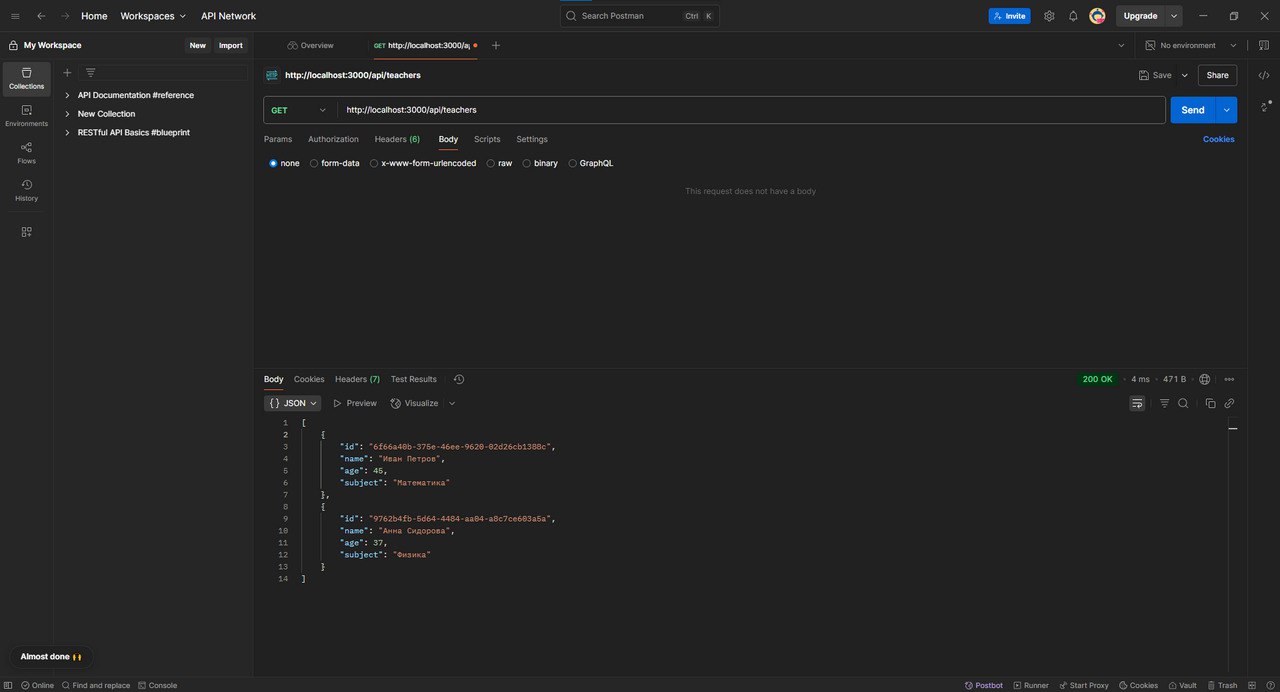 Home Workspaces API Network Search Postman Ctrl K Invite Upgrade
My Workspace New Import Overview GET http://localhost:3000/a No environment
Collections
Environments
Flows
History
API Documentation #reference
New Collection
RESTful API Basics #blueprint
http://localhost:3000/api/teachers Save Share
GET http://localhost:3000/api/teachers Send
Params Authorization Headers (6) Body Scripts Settings Cookies
none form-data x-www-form-urlencoded raw binary GraphQL
This request does not have a body
Body Cookies Headers (7) Test Results 200 OK 4 ms 471 B
{} JSON Preview Visualize
1 [
2 {
3 "id": "6f66a40b-375e-46ee-9620-02d26cb1388c",
4 "name": "Иван Петров",
5 "age": 45,
6 "subject": "Математика"
7 },
8 {
9 "id": "9762b4fb-5d64-4484-aa04-a8c7ce603a5a",
10 "name": "Анна Сидорова",
11 "age": 37,
12 "subject": "Физика"
13 }
14 ]
Almost done
Online Find and replace Console Postbot Runner Start Proxy Cookies Vault Trash